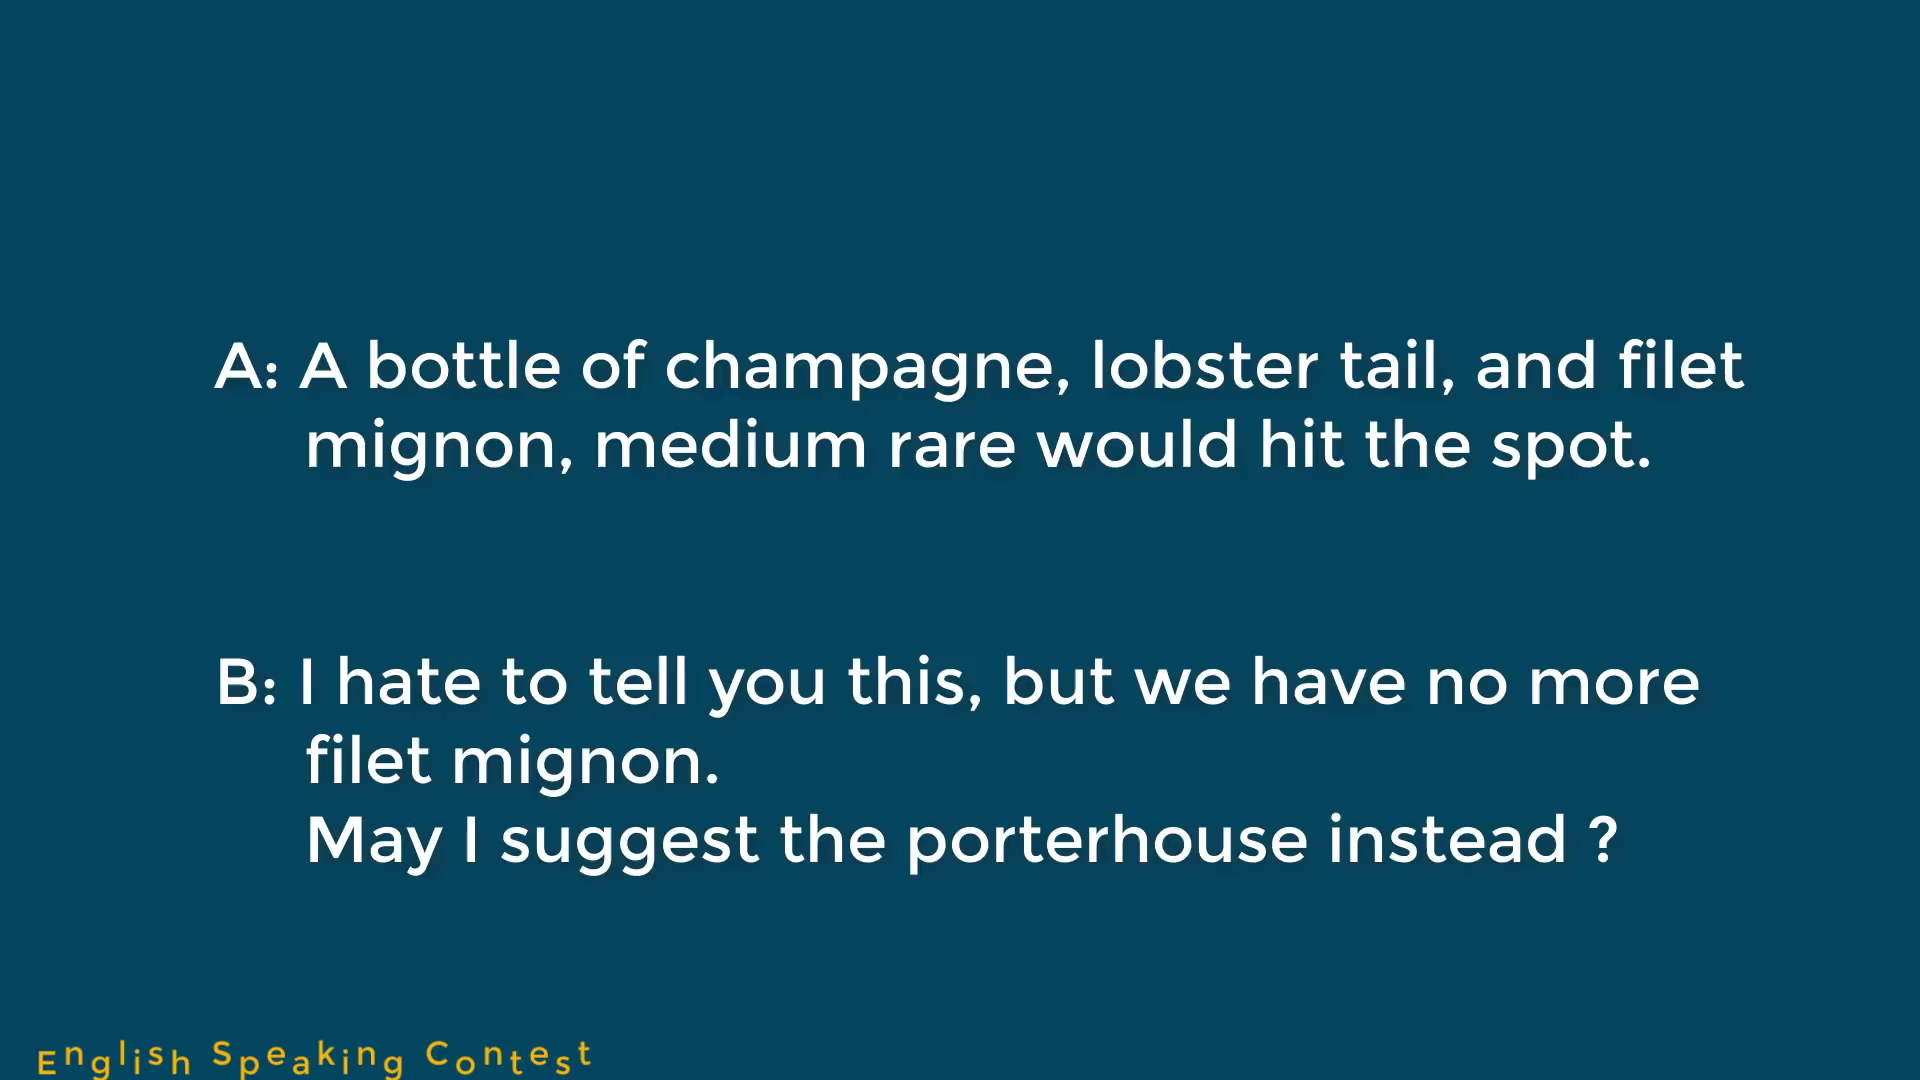 A: A bottle of champagne, lobster tail, and filet
mignon, medium rare would hit the spot.
B: I hate to tell you this, but we have no more
filet mignon.
May I suggest the porterhouse instead ?
English Speaking Contest